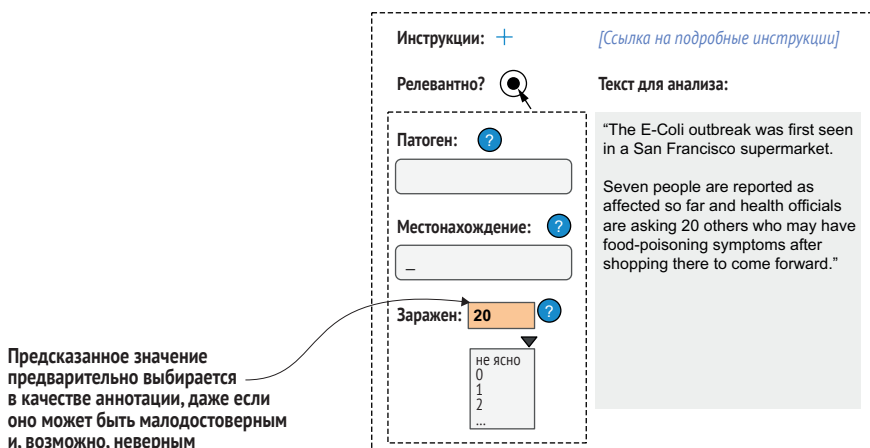 Инструкции: +
[Ссылка на подробные инструкции]
Релевантно?
Текст для анализа:
Патоген: ?
Местонахождение: ?
_
Заражен: 20 ?
не ясно
0
1
2
...
“The E-Coli outbreak was first seen
in a San Francisco supermarket.
Seven people are reported as
affected so far and health officials
are asking 20 others who may have
food-poisoning symptoms after
shopping there to come forward.”
Предсказанное значение
предварительно выбирается
в качестве аннотации, даже если
оно может быть малодостоверным
и, возможно, неверным